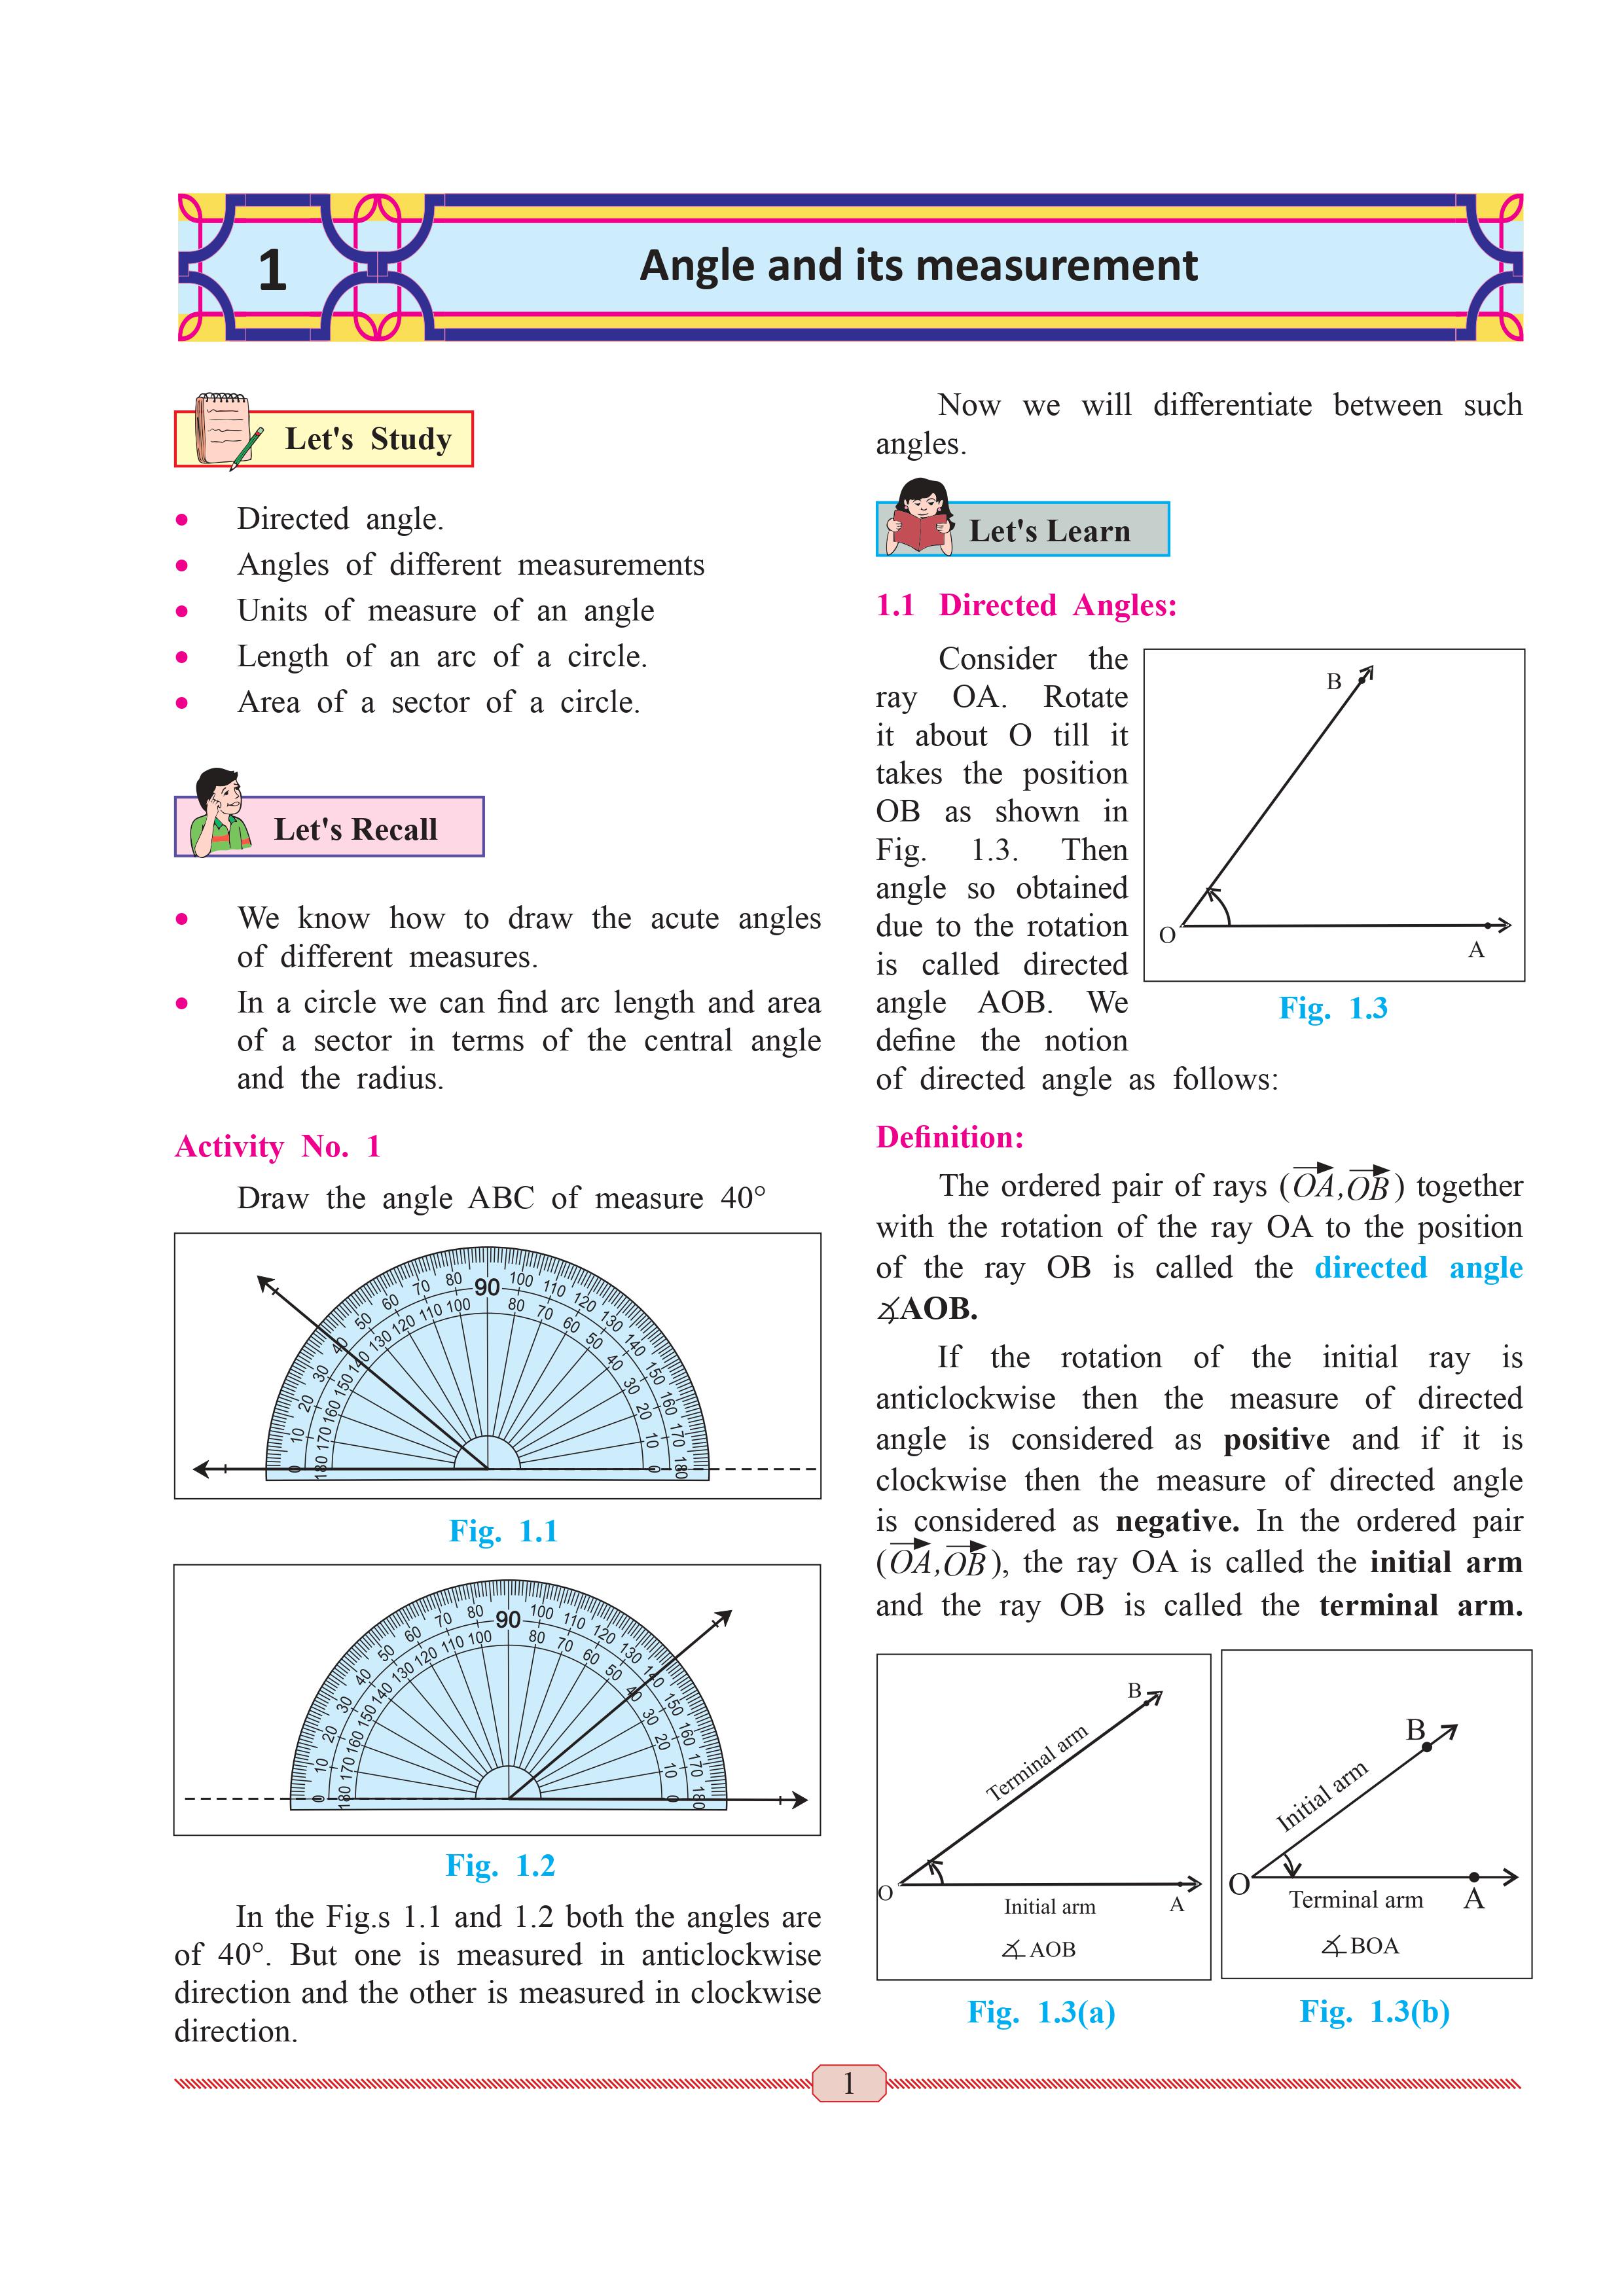 1
Angle and its measurement
Let's Study
• Directed angle.
• Angles of different measurements
• Units of measure of an angle
• Length of an arc of a circle.
• Area of a sector of a circle.
Let's Recall
• We know how to draw the acute angles
of different measures.
• In a circle we can find arc length and area
of a sector in terms of the central angle
and the radius.
Activity No. 1
Draw the angle ABC of measure 40°
0 10 20 30 40 50 60 70 80 90 100 110 120 130 140 150 160 170 180
180 170 160 150 140 130 120 110 100 80 70 60 50 40 30 20 10 0
Fig. 1.1
0 10 20 30 40 50 60 70 80 90 100 110 120 130 140 150 160 170 180
180 170 160 150 140 130 120 110 100 80 70 60 50 40 30 20 10 0
Fig. 1.2
In the Fig.s 1.1 and 1.2 both the angles are
of 40°. But one is measured in anticlockwise
direction and the other is measured in clockwise
direction.
Now we will differentiate between such
angles.
Let's Learn
1.1 Directed Angles:
Consider the
ray OA. Rotate
it about O till it
takes the position
OB as shown in
Fig. 1.3. Then
angle so obtained
due to the rotation
is called directed
angle AOB. We
define the notion
of directed angle as follows:
B
O
A
Fig. 1.3
Definition:
The ordered pair of rays (OA,OB) together
with the rotation of the ray OA to the position
of the ray OB is called the directed angle
∡AOB.
If the rotation of the initial ray is
anticlockwise then the measure of directed
angle is considered as positive and if it is
clockwise then the measure of directed angle
is considered as negative. In the ordered pair
(OA,OB), the ray OA is called the initial arm
and the ray OB is called the terminal arm.
B
Terminal arm
O
Initial arm
A
∡ AOB
Fig. 1.3(a)
B
Initial arm
O
Terminal arm
A
∡ BOA
Fig. 1.3(b)
1